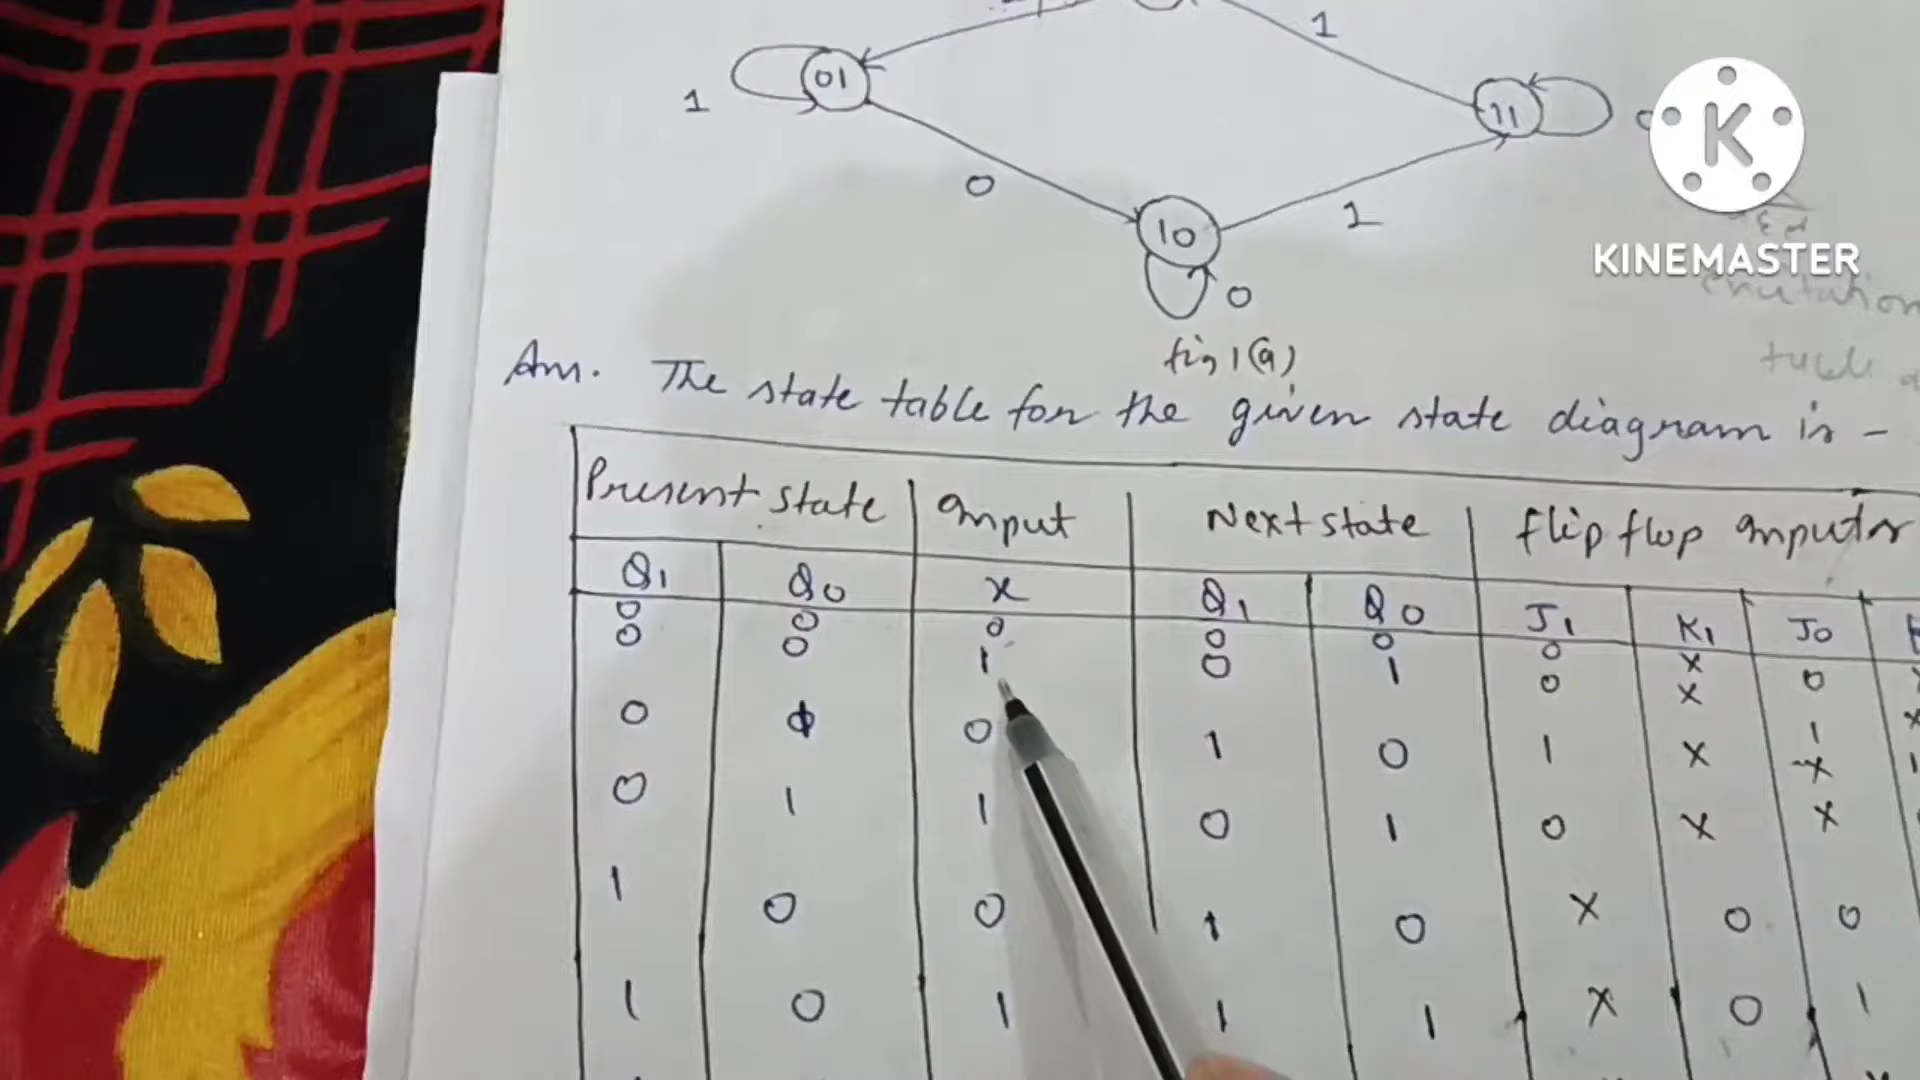 1
01
1
11
0
10
1
0
KINEMASTER
fig 1(a)
Ans. The state table for the given state diagram is -
Present state Input Next state flip flop inputs
Q1 Q0 x Q1 Q0 J1 K1 J0
0 0 0 0 0 0 x 0
0 0 1 0 1 0 x 1
0 1 0 1 0 1 x x
0 1 1 0 1 0 x x
1 0 0 1 0 x 0 0
1 0 1 1 1 x 0 1